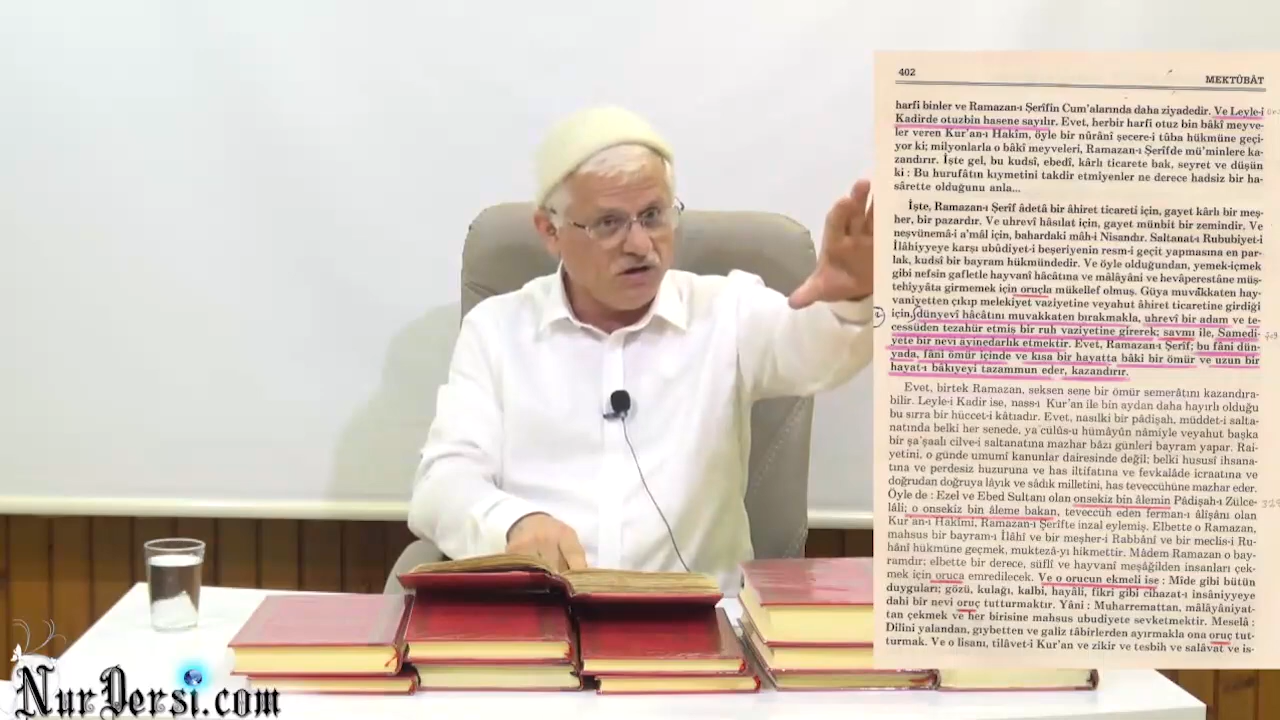 402
MEKTÛBÂT
harfi binler ve Ramazan-ı Şerîfin Cum'alarında daha ziyadedir. Ve Leyle-i
Kadirde otuzbin hasene sayılır. Evet, herbir harfi otuz bin bâkî meyve-
ler veren Kur'an-ı Hakîm, öyle bir nûrânî şecere-i tûba hükmüne geçi-
yor ki; milyonlarla o bâkî meyveleri, Ramazan-ı Şerîfde mü'minlere ka-
zandırır. İşte gel, bu kudsî, ebedî, kârlı ticarete bak, seyret ve düşün
ki : Bu hurufâtın kıymetini takdir etmiyenler ne derece hadsiz bir ha-
sârette olduğunu anla...
İşte, Ramazan-ı Şerîf âdetâ bir âhiret ticareti için, gayet kârlı bir meş-
her, bir pazardır. Ve uhrevî hâsılat için, gayet münbit bir zemindir. Ve
neşvünemâ-i a'mâl için, bahardaki mâh-i Nisandır. Saltanat-ı Rububiyet-i
İlâhiyyeye karşı ubûdiyet-i beşeriyenin resm-i geçit yapmasına en par-
lak, kudsî bir bayram hükmündedir. Ve öyle olduğundan, yemek-içmek
gibi nefsin gafletle hayvanî hâcâtına ve mâlâyâni ve hevâperestâne müş-
tehiyyâta girmemek için oruçla mükellef olmuş. Güya muvakkaten hay-
vaniyetten çıkıp melekiyet vaziyetine veyahut âhiret ticaretine girdiği
için, dünyevî hâcâtını muvakkaten bırakmakla, uhrevî bir adam ve te-
cessüden tezahür etmiş bir ruh vaziyetine girerek; savmı ile, Samedi-
yete bir nevi âyinedarlık etmektir. Evet, Ramazan-ı Şerîf; bu fâni dün-
yada, fâni ömür içinde ve kısa bir hayatta bâki bir ömür ve uzun bir
hayat-ı bâkıyeyi tazammun eder, kazandırır.
Evet, birtek Ramazan, seksen sene bir ömür semerâtını kazandıra-
bilir. Leyle-i Kadir ise, nass-ı Kur'an ile bin aydan daha hayırlı olduğu
bu sırra bir hüccet-i kâtıadır. Evet, nasılki bir pâdişah, müddet-i salta-
natında belki her senede, ya cülûs-u hümâyûn nâmiyle veyahut başka
bir şa'şaalı cilve-i saltanatına mazhar bâzı günleri bayram yapar. Rai-
yetini, o günde umumî kanunlar dairesinde değil; belki hususî ihsana-
tına ve perdesiz huzuruna ve has iltifatına ve fevkalâde icraatına ve
doğrudan doğruya lâyık ve sâdık milletini, has teveccühüne mazhar eder.
Öyle de : Ezel ve Ebed Sultanı olan onsekiz bin âlemin Pâdişah-ı Zülce-
lâli; o onsekiz bin âleme bakan, teveccüh eden ferman-ı âlîşânı olan
Kur'an-ı Hakîmi, Ramazan-ı Şerîfte inzal eylemiş. Elbette o Ramazan,
mahsus bir bayram-ı İlâhî ve bir meşher-i Rabbânî ve bir meclis-i Ru-
hânî hükmüne geçmek, mukteza-yı hikmettir. Mâdem Ramazan o bay-
ramdır; elbette bir derece, süflî ve hayvanî meşâğilden insanları çek-
mek için oruca emredilecek. Ve o orucun ekmeli ise : Mide gibi bütün
duyguları; gözü, kulağı, kalbi, hayâli, fikri gibi cihazat-ı insâniyyeye
dahi bir nevi oruç tutturmaktır. Yâni : Muharremattan, mâlâyâniyat-
tan çekmek ve her birisine mahsus ubudiyete sevketmektir. Meselâ :
Dilini yalandan, gıybetten ve galiz tâbirlerden ayırmakla ona oruç tut-
turmak. Ve o lisanı, tilâvet-i Kur'an ve zikir ve tesbih ve salâvat ve is-
NurDersi.com